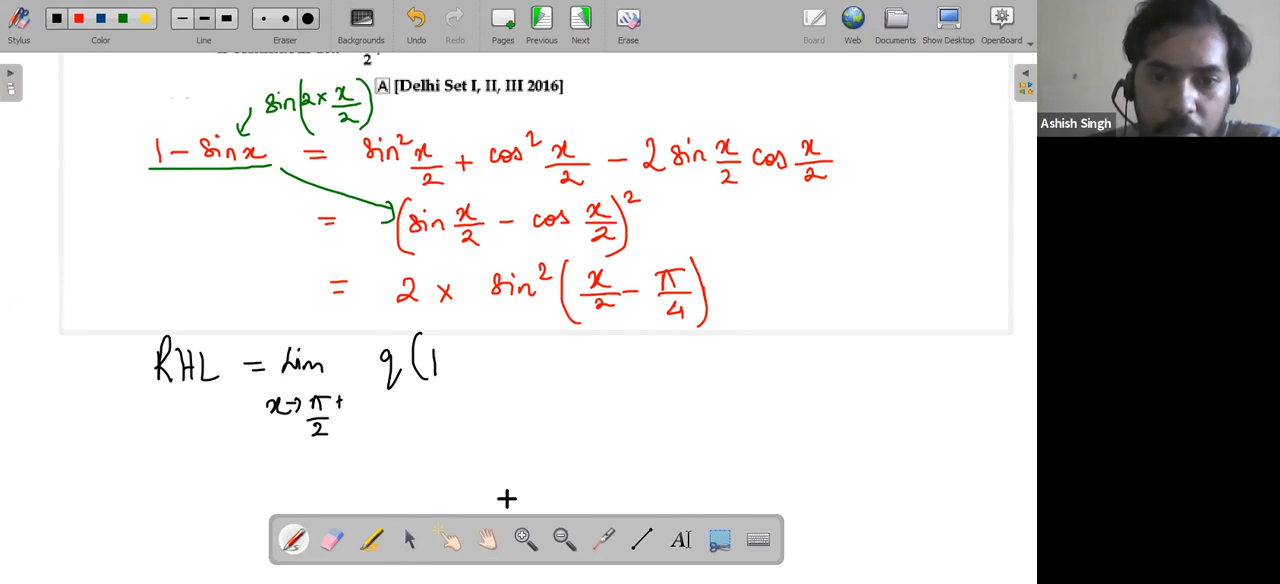 Stylus Color Line Eraser Backgrounds Undo Redo Pages Previous Next Erase Board Web Documents Show Desktop OpenBoard
2
A [Delhi Set I, II, III 2016]
Ashish Singh
sin(2 × x/2)
1 - sin x = sin² x/2 + cos² x/2 - 2 sin x/2 cos x/2
= (sin x/2 - cos x/2)²
= 2 × sin² (x/2 - π/4)
RHL = lim q(1
x→π/2⁺